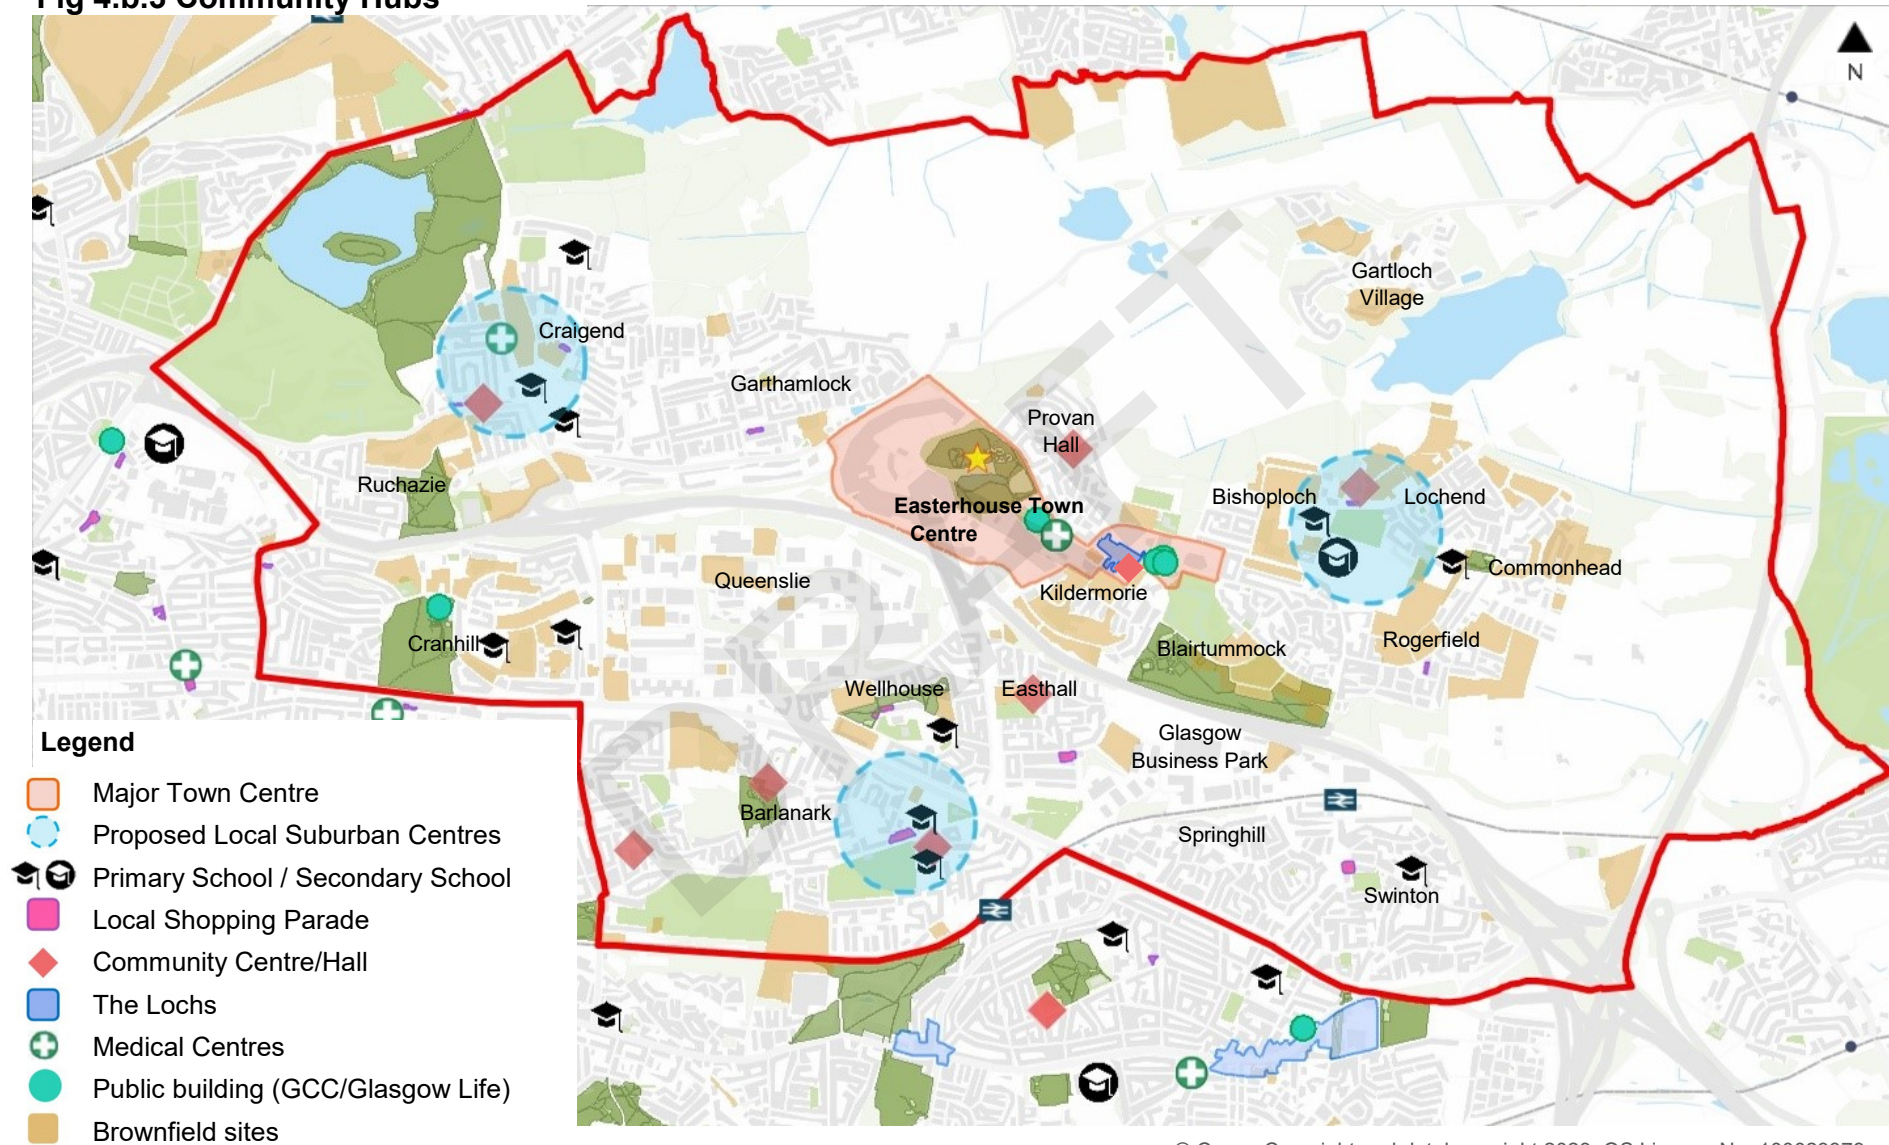 Fig 4.b.3 Community Hubs
N
Gartloch
Village
Craigend
Garthamlock
Provan
Hall
Ruchazie
Bishoploch
Lochend
Easterhouse Town
Centre
Queenslie
Kildermorie
Commonhead
Cranhill
Blairtummock
Rogerfield
Wellhouse
Easthall
Glasgow
Business Park
Barlanark
Springhill
Swinton
DRAFT
Legend
Major Town Centre
Proposed Local Suburban Centres
Primary School / Secondary School
Local Shopping Parade
Community Centre/Hall
The Lochs
Medical Centres
Public building (GCC/Glasgow Life)
Brownfield sites